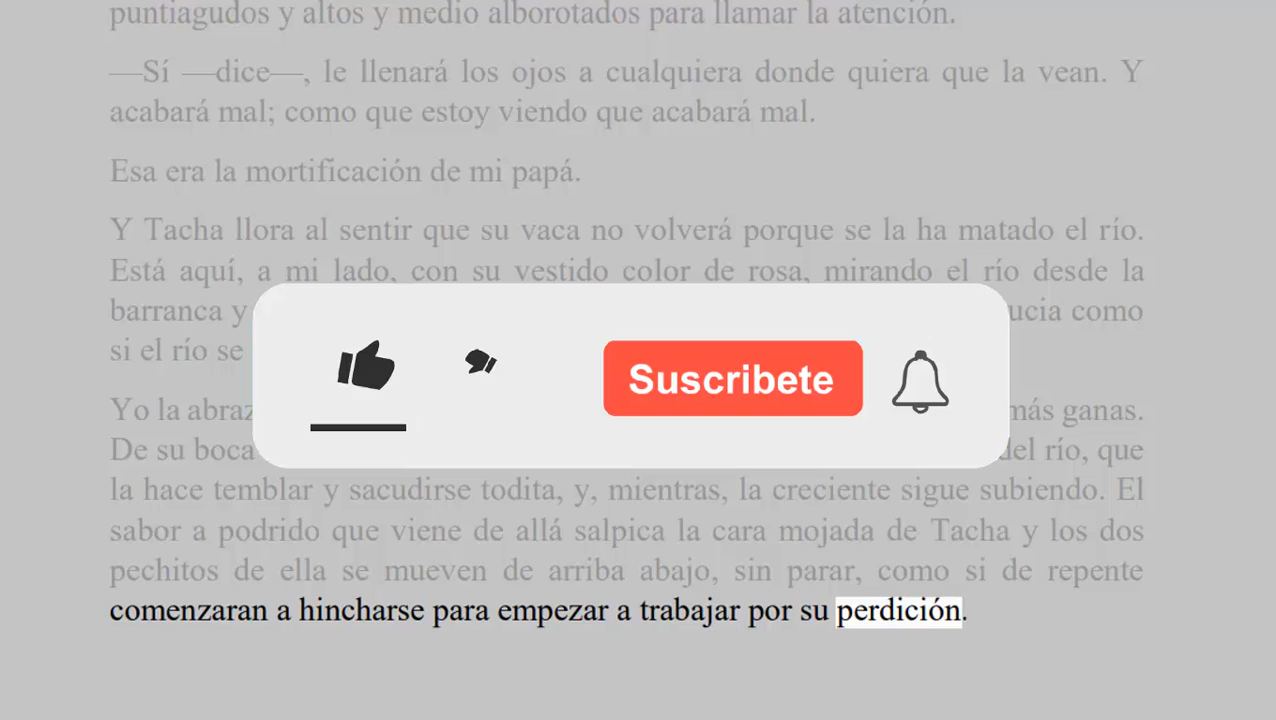 puntiagudos y altos y medio alborotados para llamar la atención.
—Sí —dice—, le llenará los ojos a cualquiera donde quiera que la vean. Y
acabará mal; como que estoy viendo que acabará mal.
Esa era la mortificación de mi papá.
Y Tacha llora al sentir que su vaca no volverá porque se la ha matado el río.
Está aquí, a mi lado, con su vestido color de rosa, mirando el río desde la
barranca y
ucia como
si el río se
Suscribete
Yo la abraz
más ganas.
De su boca
del río, que
la hace temblar y sacudirse todita, y, mientras, la creciente sigue subiendo. El
sabor a podrido que viene de allá salpica la cara mojada de Tacha y los dos
pechitos de ella se mueven de arriba abajo, sin parar, como si de repente
comenzaran a hincharse para empezar a trabajar por su perdición.